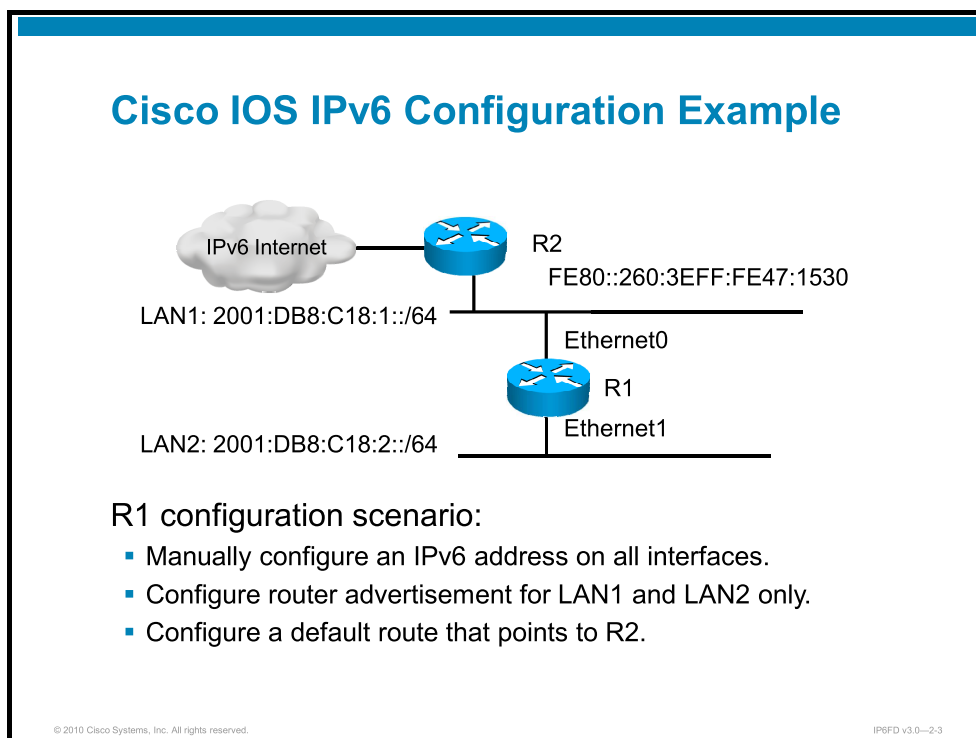 Cisco IOS IPv6 Configuration Example
IPv6 Internet
R2
FE80::260:3EFF:FE47:1530
LAN1: 2001:DB8:C18:1::/64
Ethernet0
R1
Ethernet1
LAN2: 2001:DB8:C18:2::/64
R1 configuration scenario:
Manually configure an IPv6 address on all interfaces.
Configure router advertisement for LAN1 and LAN2 only.
Configure a default route that points to R2.
© 2010 Cisco Systems, Inc. All rights reserved.
IP6FD v3.0—2-3